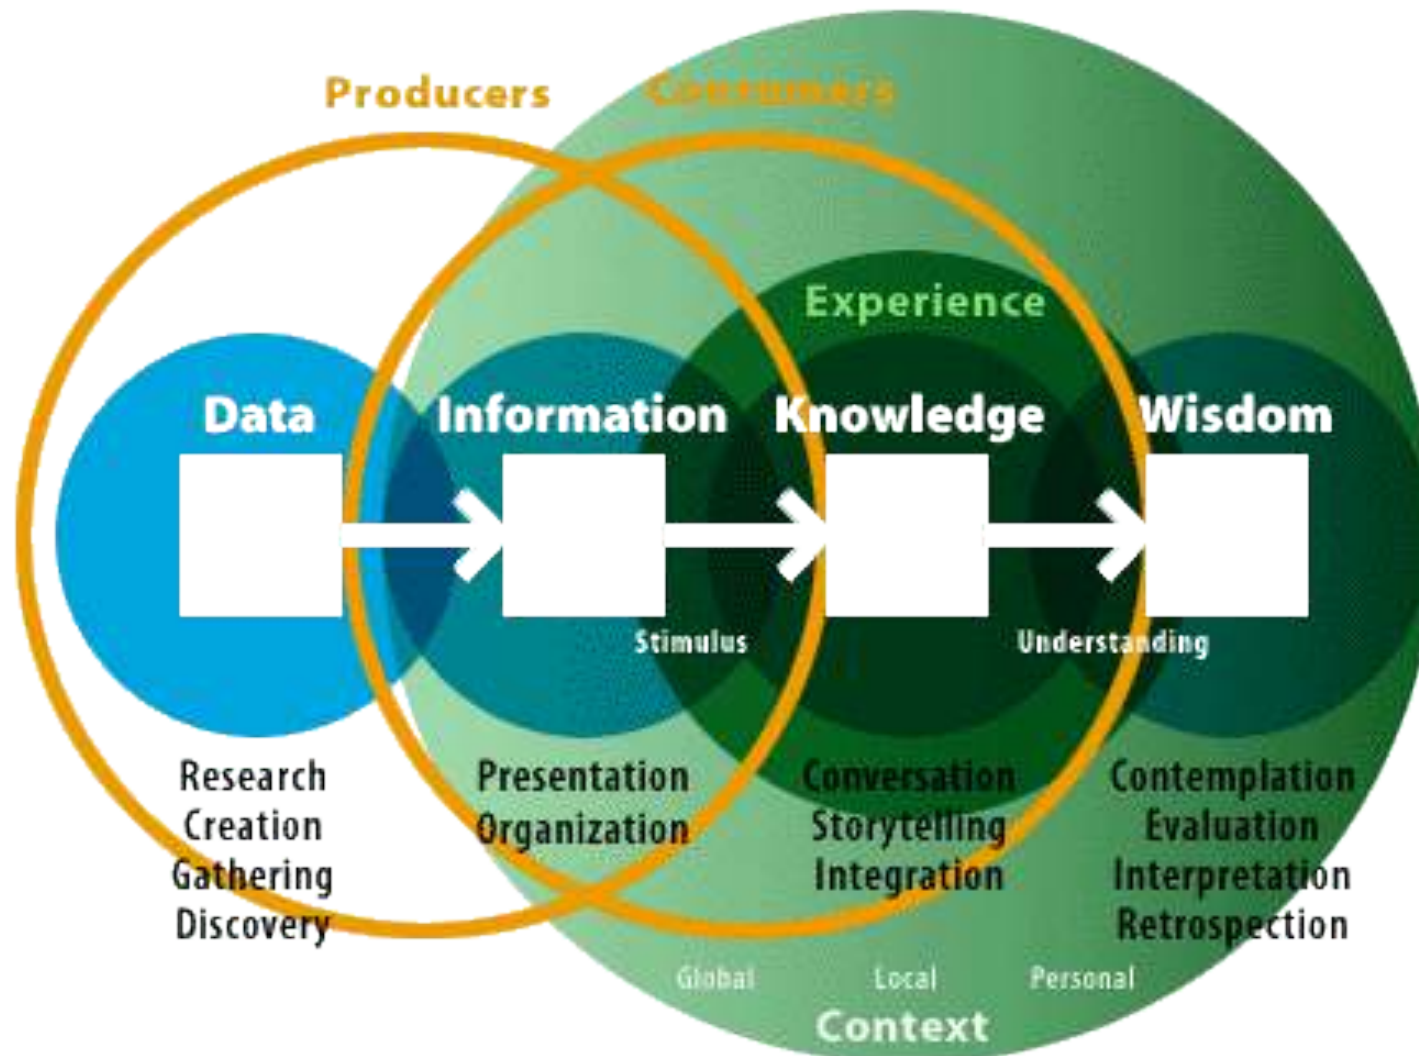 Producers
Consumers
Experience
Data
Information
Knowledge
Wisdom
Stimulus
Understanding
Research
Creation
Gathering
Discovery
Presentation
Organization
Conversation
Storytelling
Integration
Contemplation
Evaluation
Interpretation
Retrospection
Global
Local
Personal
Context